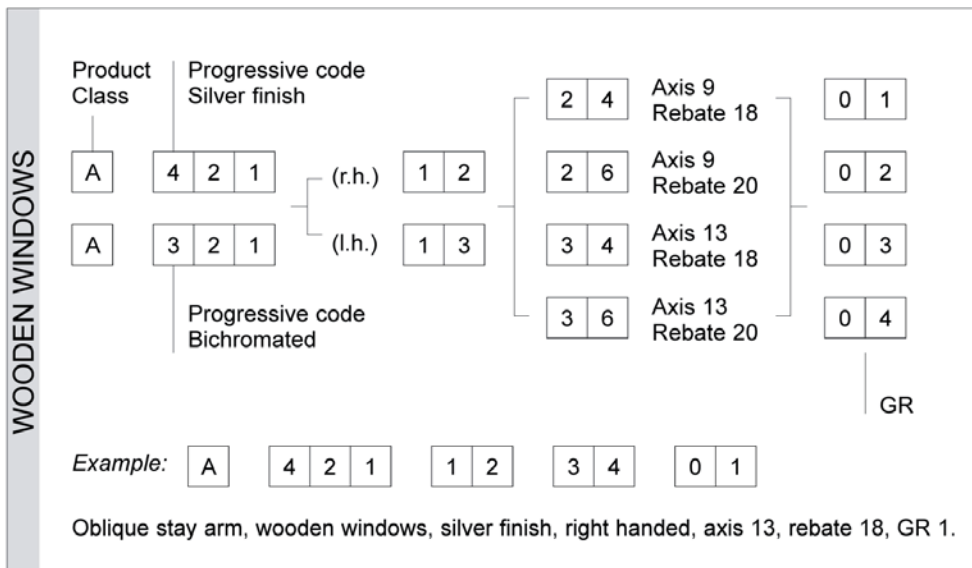 WOODEN WINDOWS
Product
Class
Progressive code
Silver finish
A 4 2 1
A 3 2 1
Progressive code
Bichromated
(r.h.) 1 2
(l.h.) 1 3
2 4 Axis 9
Rebate 18
2 6 Axis 9
Rebate 20
3 4 Axis 13
Rebate 18
3 6 Axis 13
Rebate 20
0 1
0 2
0 3
0 4
GR
Example: A 4 2 1 1 2 3 4 0 1
Oblique stay arm, wooden windows, silver finish, right handed, axis 13, rebate 18, GR 1.